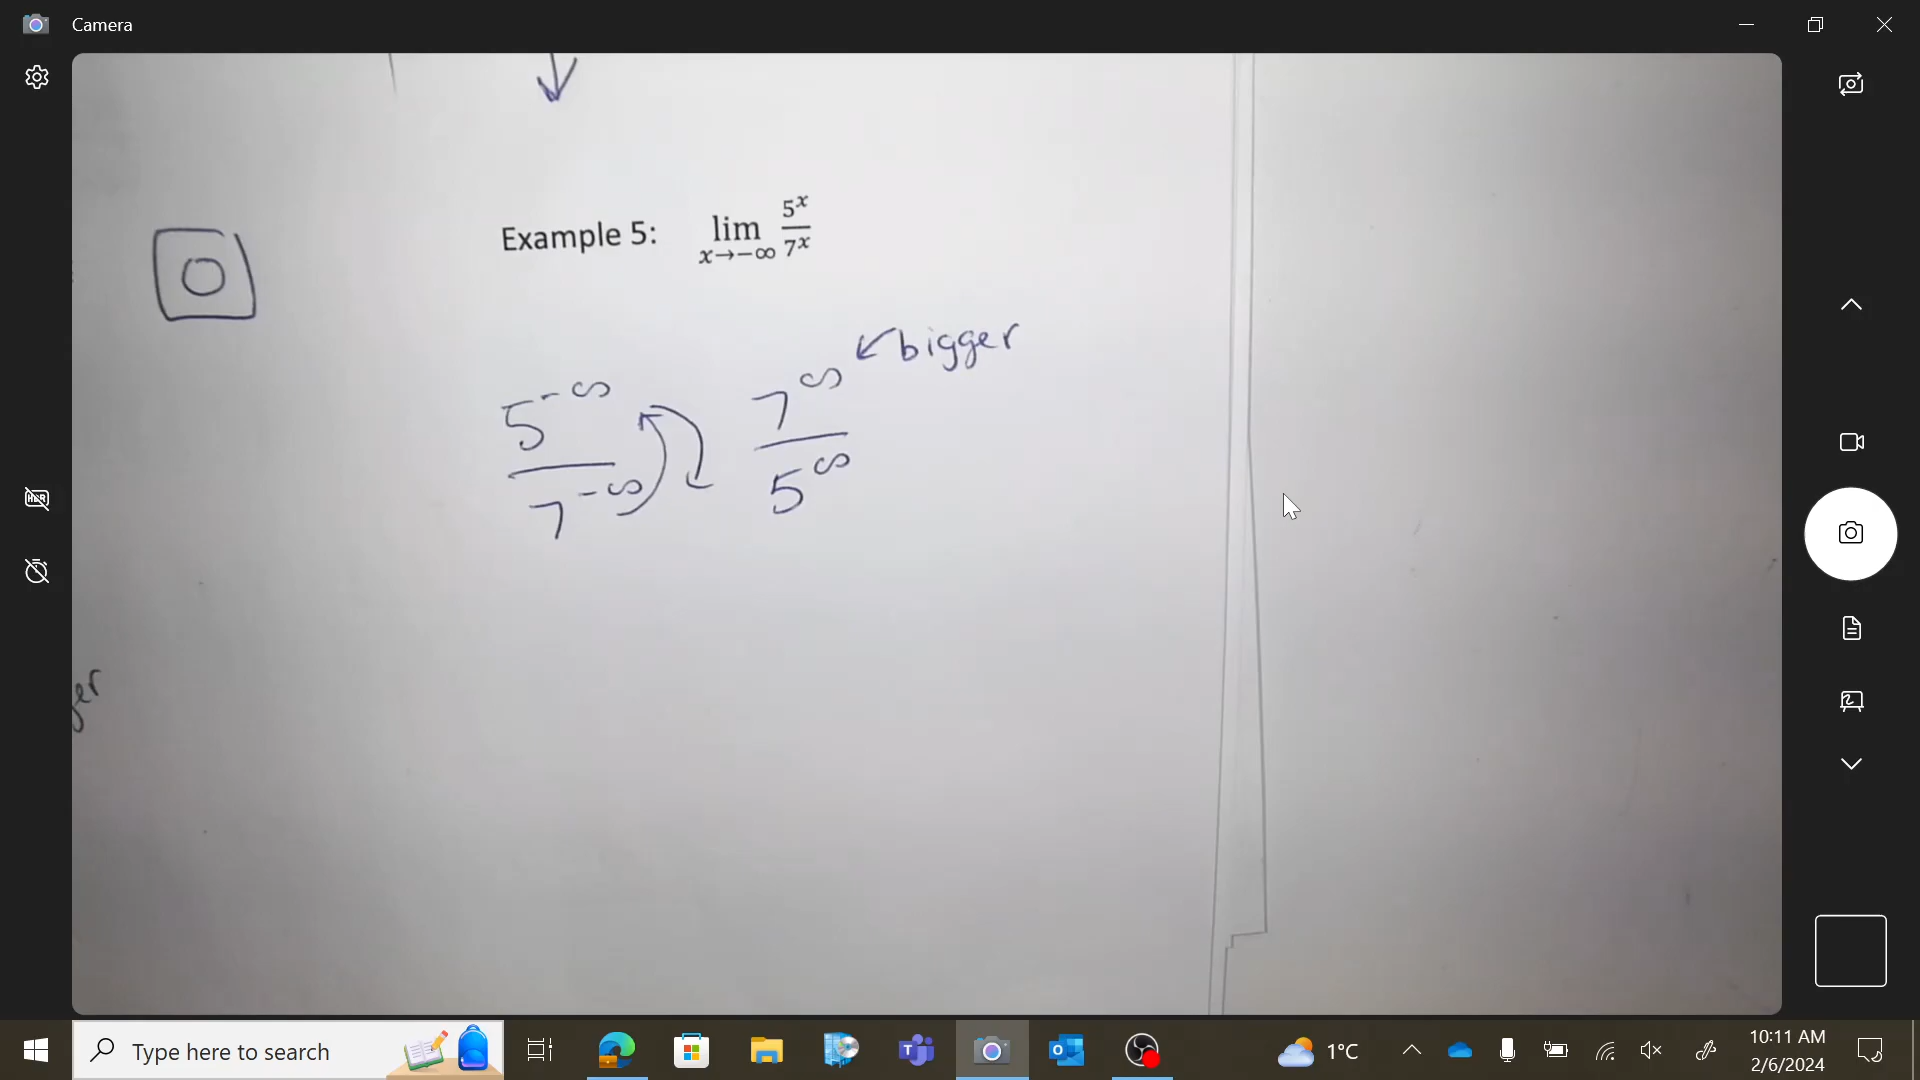 Camera
Example 5: lim x→−∞ 5^x / 7^x
0
bigger
5^-∞ / 7^-∞
7^∞ / 5^∞
Type here to search
1°C
10:11 AM
2/6/2024